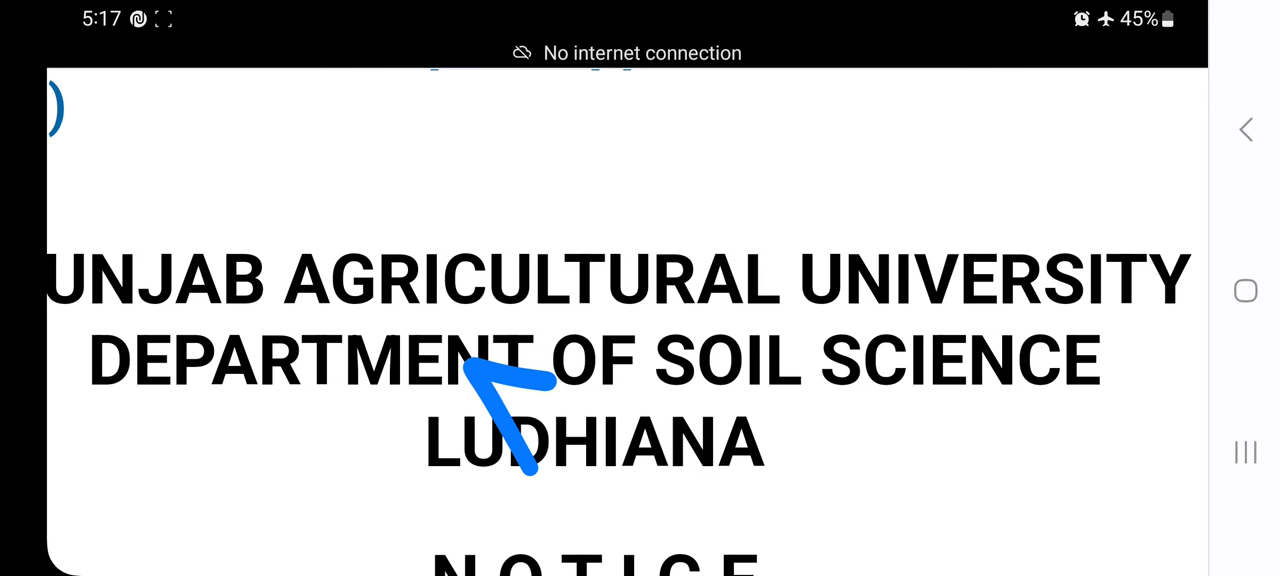 5:17 45%
No internet connection
)
UNJAB AGRICULTURAL UNIVERSITY
DEPARTMENT OF SOIL SCIENCE
LUDHIANA
N O T I C E